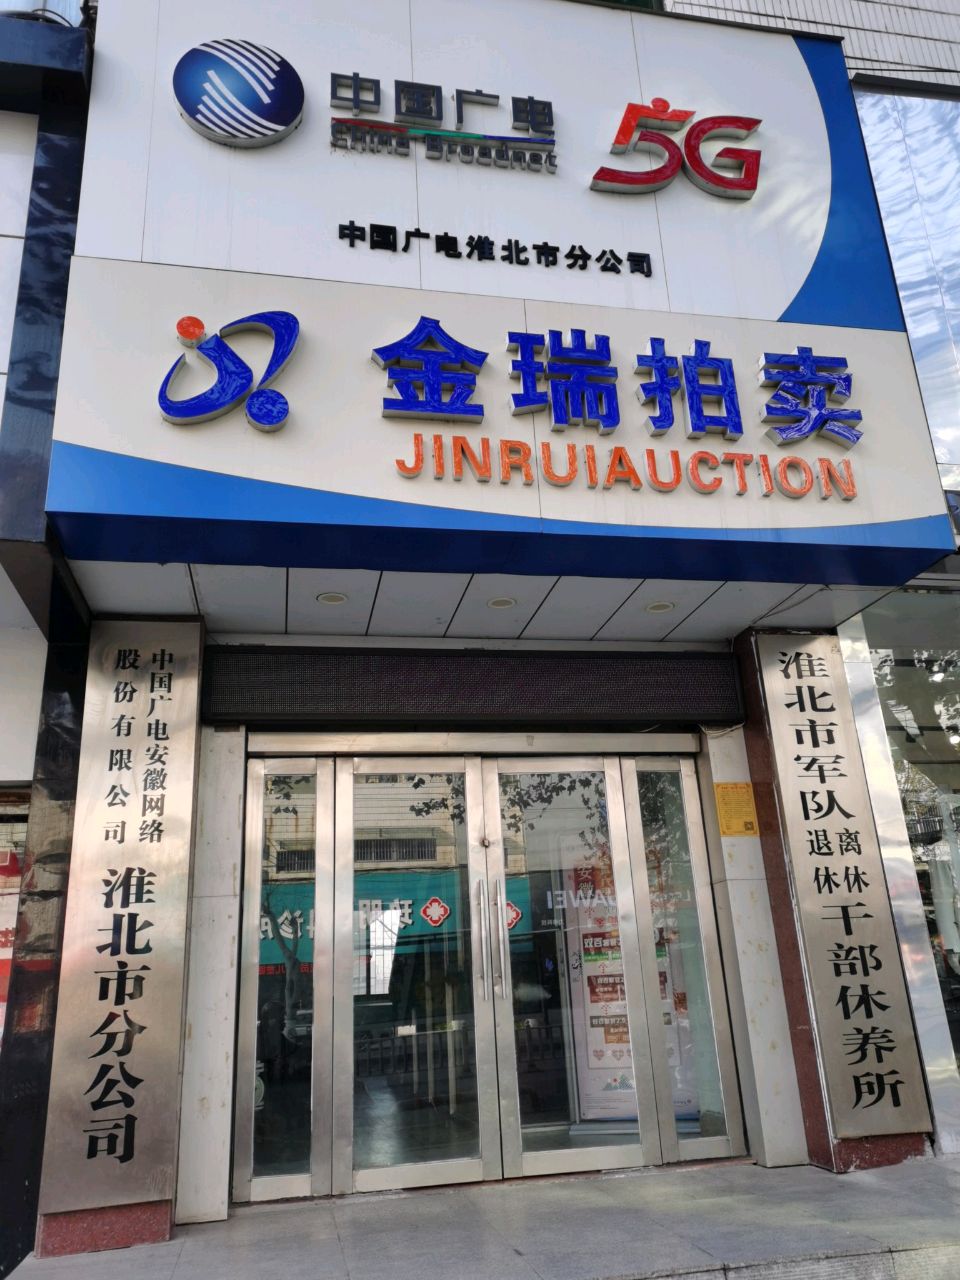 中国广电
China Broadnet
5G
中国广电淮北市分公司
金瑞拍卖
JINRUIAUCTION
中国广电安徽网络
股份有限公司
淮北市分公司
淮北市军队
离休
退休
干部休养所
HUAWEI